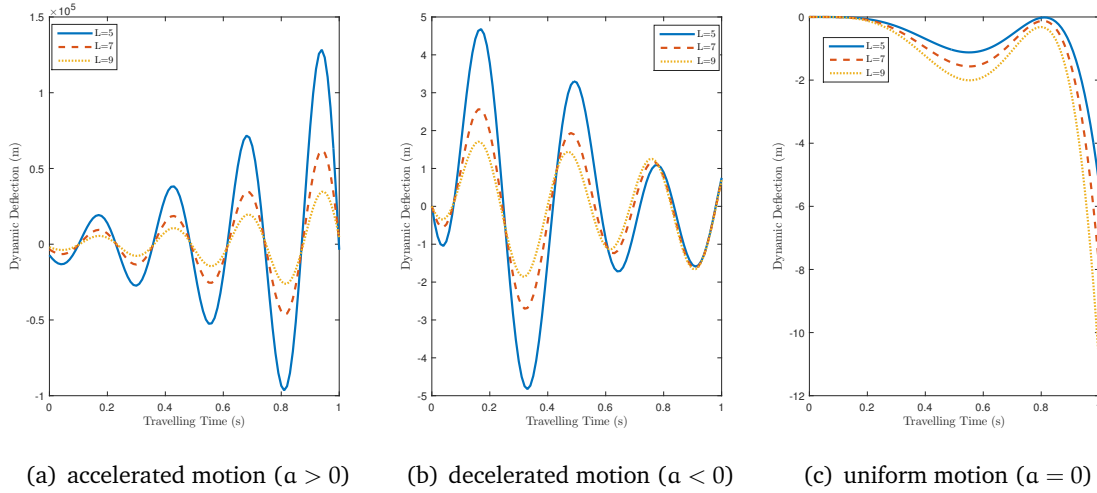 ×10⁵
1.5
1
0.5
0
-0.5
-1
0 0.2 0.4 0.6 0.8 1
Dynamic Deflection (m)
Travelling Time (s)
L=5
L=7
L=9
(a) accelerated motion (a > 0)
5
4
3
2
1
0
-1
-2
-3
-4
-5
0 0.2 0.4 0.6 0.8 1
Dynamic Deflection (m)
Travelling Time (s)
L=5
L=7
L=9
(b) decelerated motion (a < 0)
0
-2
-4
-6
-8
-10
-12
0 0.2 0.4 0.6 0.8 1
Dynamic Deflection (m)
Travelling Time (s)
L=5
L=7
L=9
(c) uniform motion (a = 0)